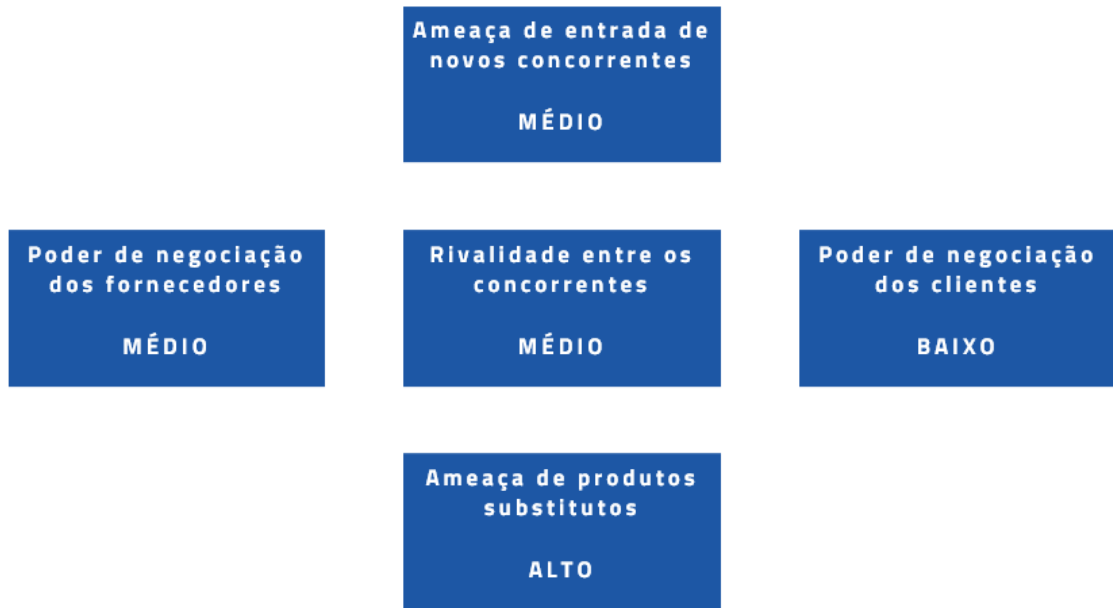 Ameaça de entrada de
novos concorrentes
MÉDIO
Poder de negociação
dos fornecedores
MÉDIO
Rivalidade entre os
concorrentes
MÉDIO
Poder de negociação
dos clientes
BAIXO
Ameaça de produtos
substitutos
ALTO